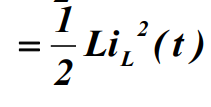 = 1/2 Li_L^2(t)